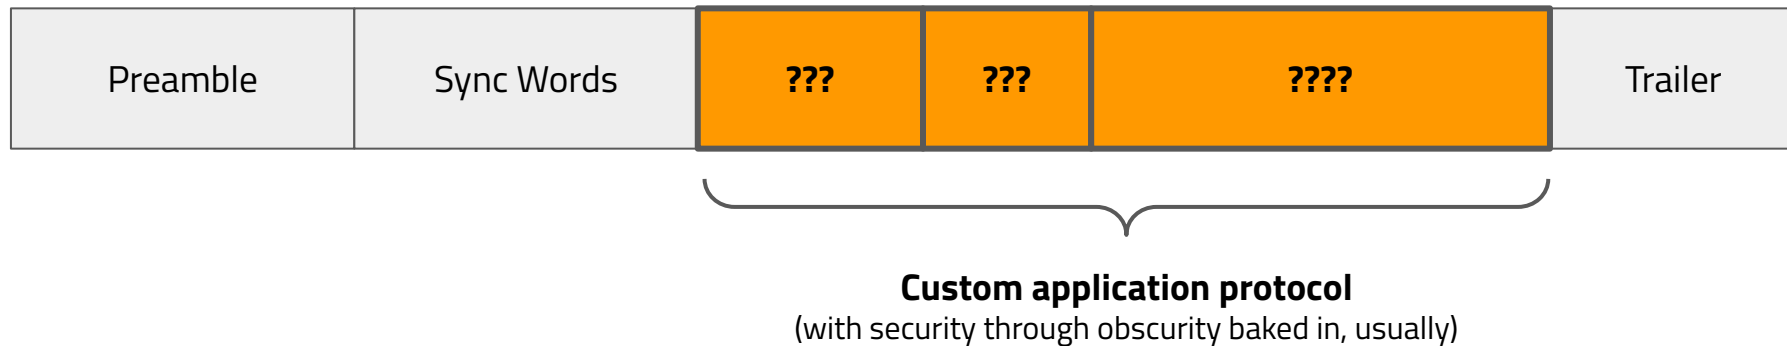 Preamble Sync Words ??? ??? ???? Trailer
Custom application protocol
(with security through obscurity baked in, usually)